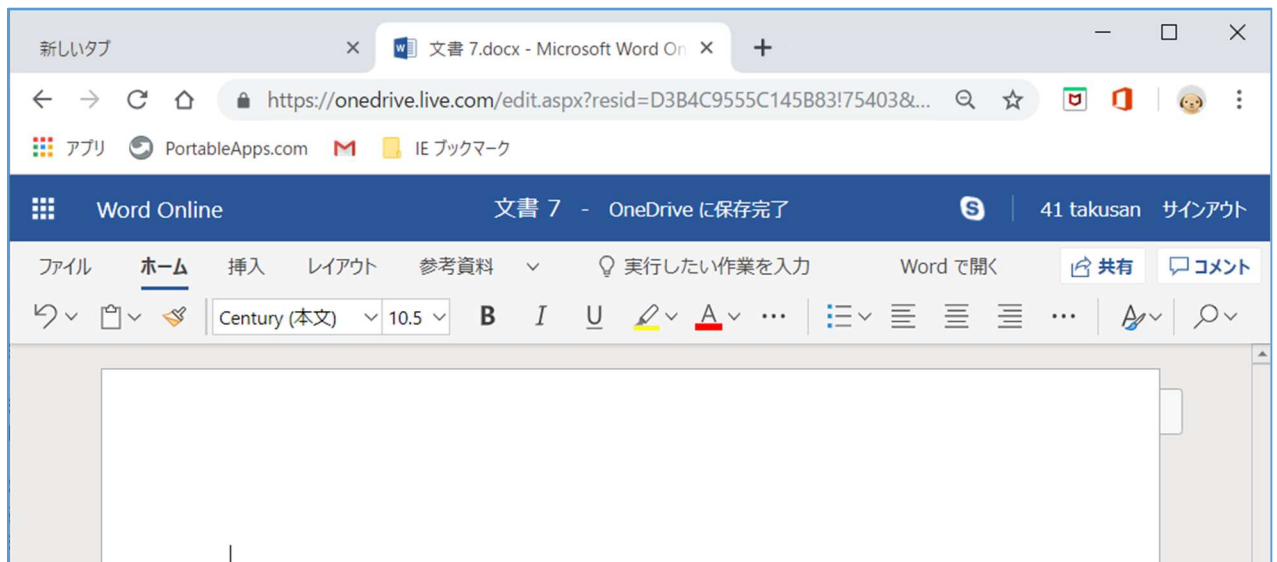 新しいタブ
文書 7.docx - Microsoft Word On
https://onedrive.live.com/edit.aspx?resid=D3B4C9555C145B83!75403&...
アプリ PortableApps.com IE ブックマーク
Word Online 文書 7 - OneDrive に保存完了 41 takusan サインアウト
ファイル ホーム 挿入 レイアウト 参考資料 実行したい作業を入力 Word で開く 共有 コメント
Century (本文) 10.5 B I U A